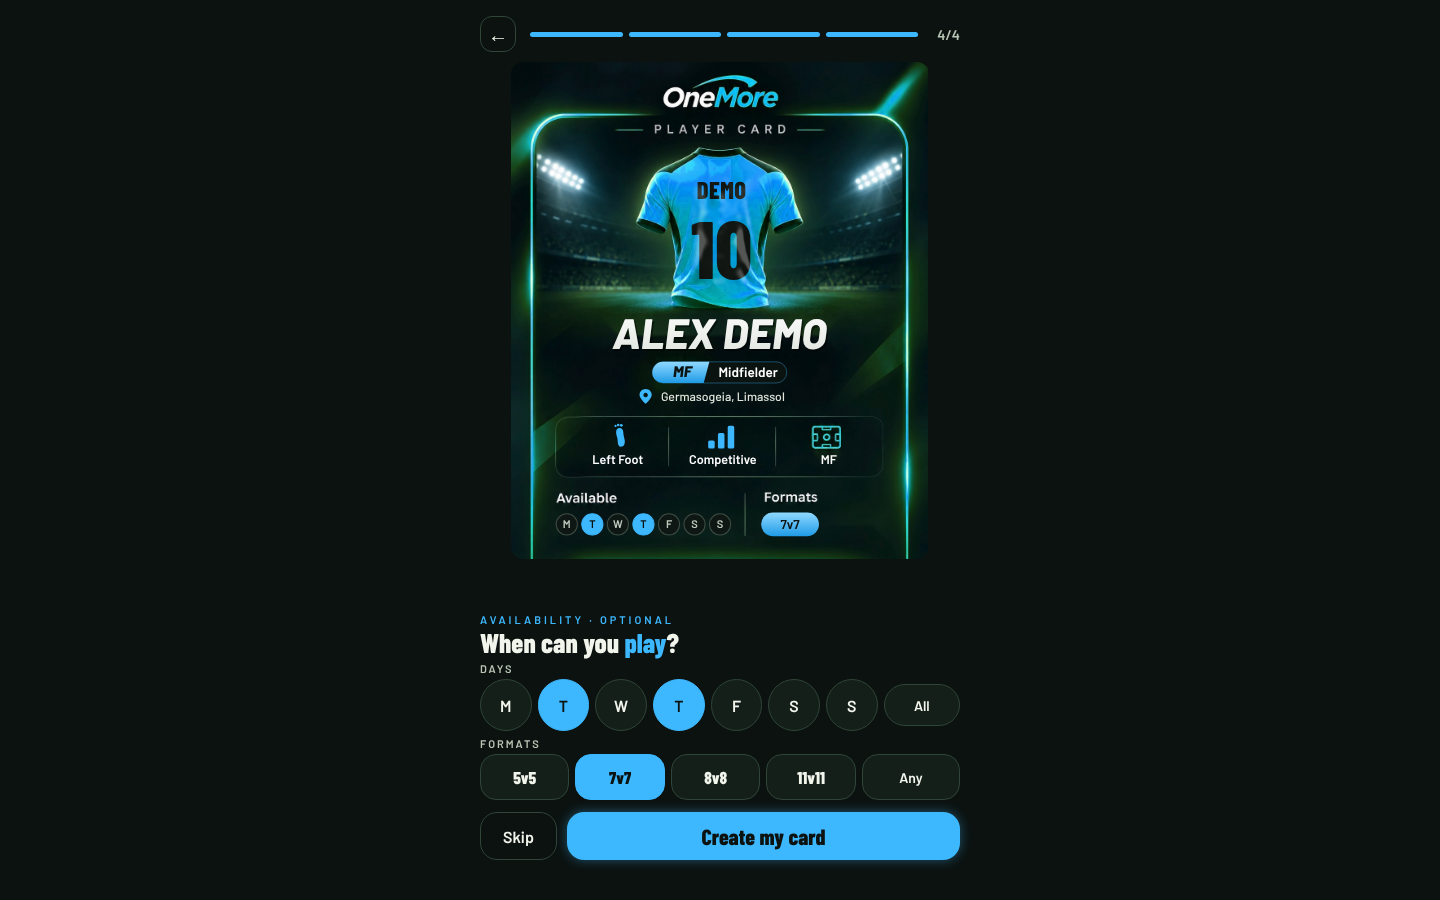 ←
4/4
OneMore
PLAYER CARD
DEMO
10
ALEX DEMO
MF Midfielder
Germasogeia, Limassol
Left Foot Competitive MF
Available Formats
M T W T F S S 7v7
AVAILABILITY · OPTIONAL
When can you play?
DAYS
M T W T F S S All
FORMATS
5v5 7v7 8v8 11v11 Any
Skip Create my card